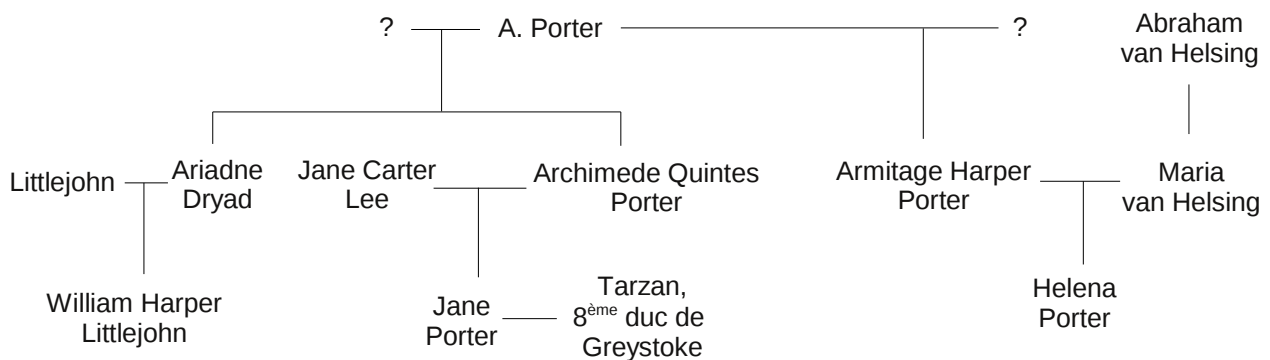 ?
A. Porter
?
Abraham
van Helsing
Littlejohn
Ariadne
Dryad
Jane Carter
Lee
Archimede Quintes
Porter
Armitage Harper
Porter
Maria
van Helsing
William Harper
Littlejohn
Jane
Porter
Tarzan,
8ème duc de
Greystoke
Helena
Porter